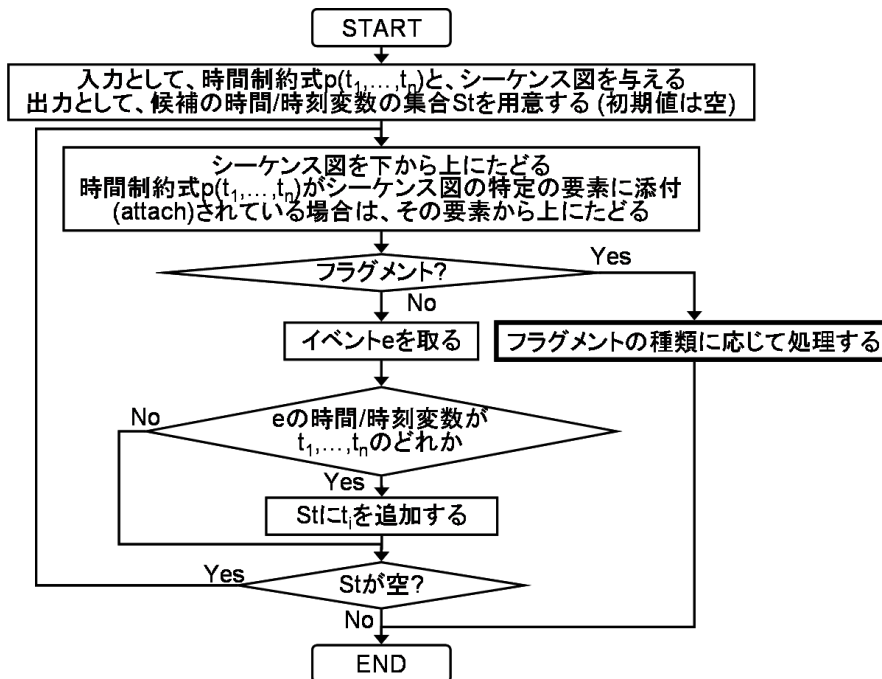 START
入力として、時間制約式p(t₁,…,tₙ)と、シーケンス図を与える
出力として、候補の時間/時刻変数の集合Stを用意する (初期値は空)
シーケンス図を下から上にたどる
時間制約式p(t₁,…,tₙ)がシーケンス図の特定の要素に添付
(attach)されている場合は、その要素から上にたどる
フラグメント?
Yes
No
イベントeを取る
フラグメントの種類に応じて処理する
No
eの時間/時刻変数が
t₁,…,tₙのどれか
Yes
Stにtᵢを追加する
Yes
Stが空?
No
END